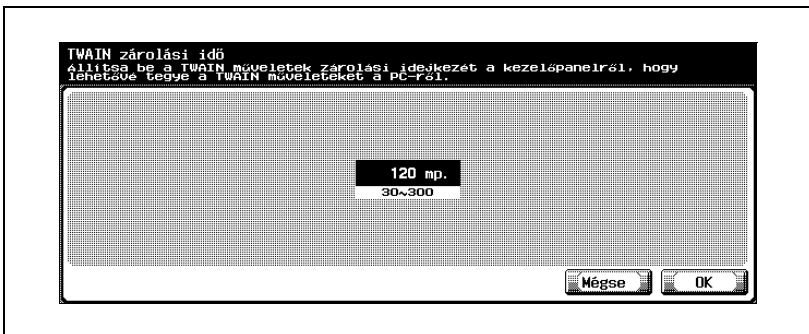 TWAIN zárolási idő
Állítsa be a TWAIN műveletek zárolási idejkezét a kezelőpanelről, hogy
lehetővé tegye a TWAIN műveleteket a PC-ről.
120 mp.
30~300
Mégse
OK